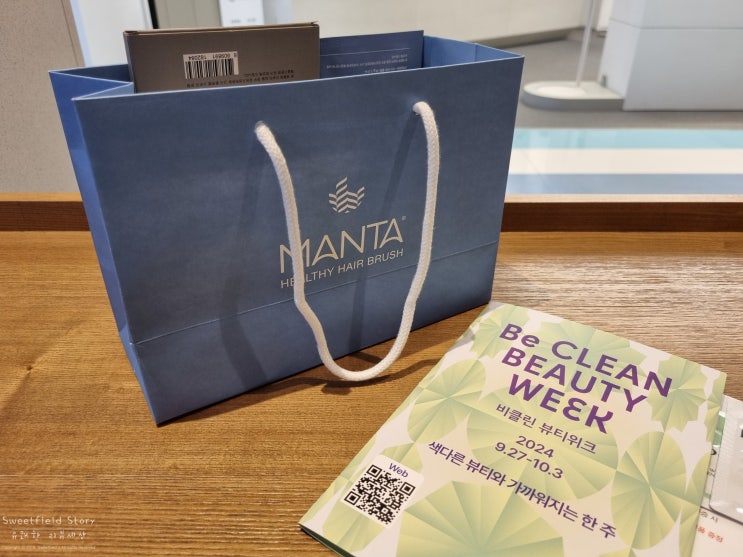 MANTA
HEALTHY HAIR BRUSH
Be CLEAN
BEAUTY
WEEK
비클린 뷰티위크
2024
9.27-10.3
색다른 뷰티와 가까워지는 한 주
Web
Sweetfield Story